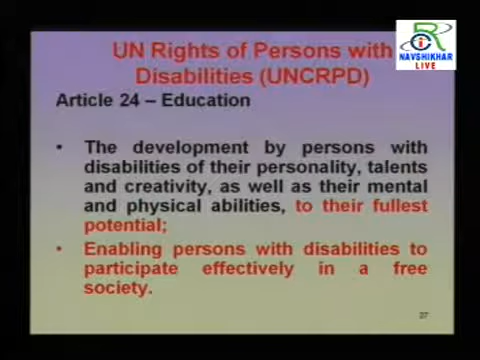 UN Rights of Persons with
Disabilities (UNCRPD)
NAVSHIKHAR
LIVE
Article 24 – Education
• The development by persons with
disabilities of their personality, talents
and creativity, as well as their mental
and physical abilities, to their fullest
potential;
• Enabling persons with disabilities to
participate effectively in a free
society.
27